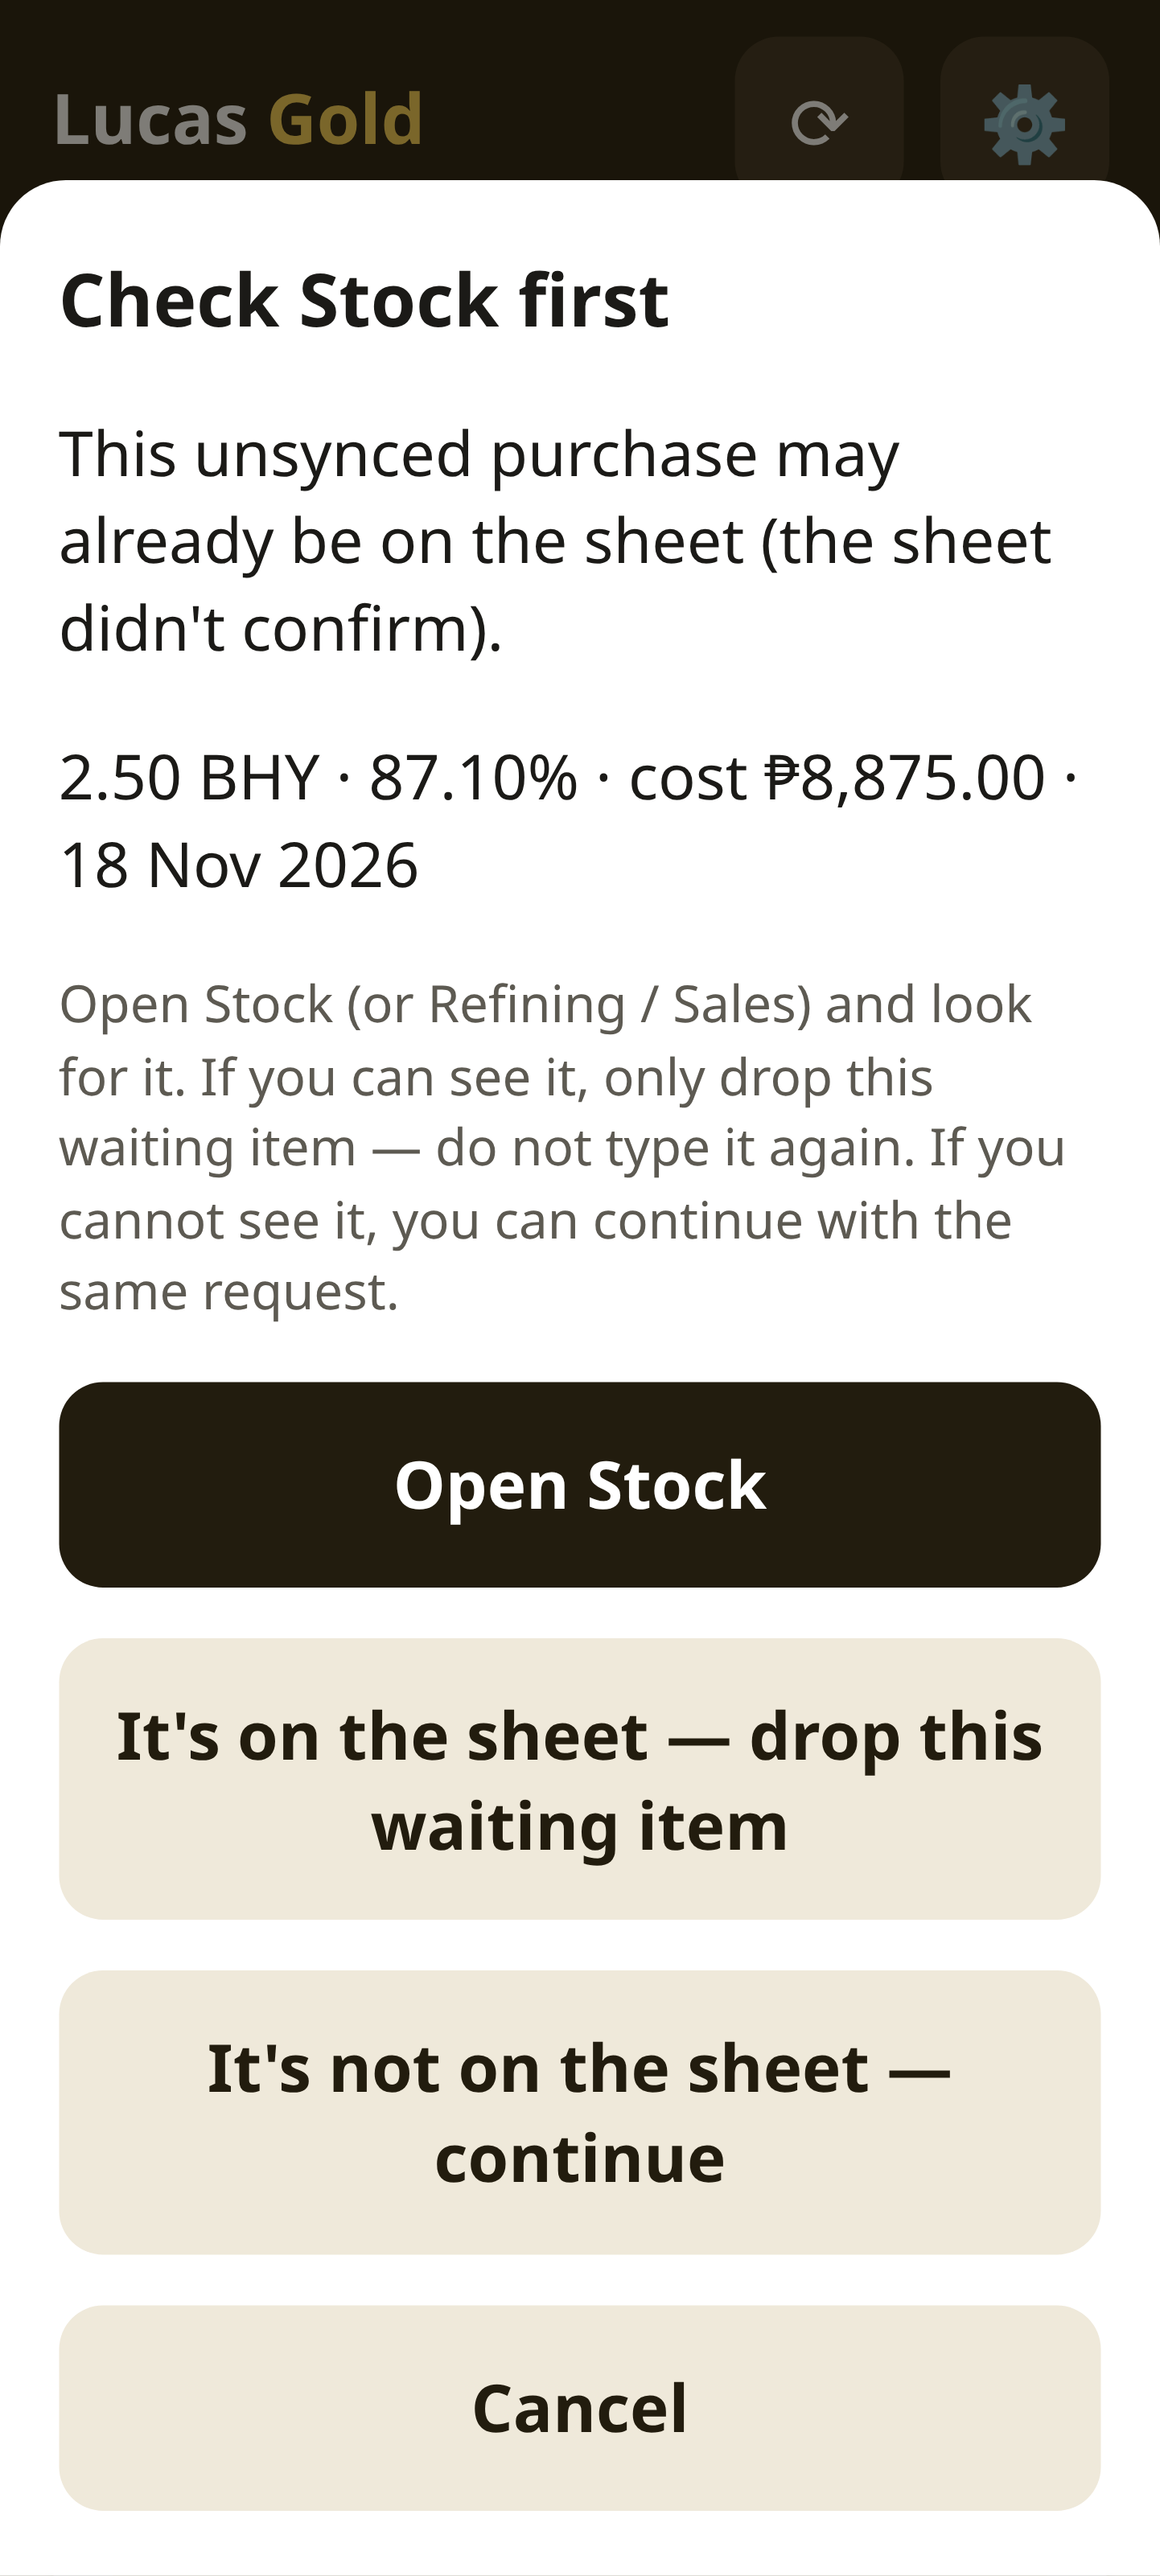 Lucas Gold
Check Stock first
This unsynced purchase may
already be on the sheet (the sheet
didn't confirm).
2.50 BHY · 87.10% · cost ₱8,875.00 ·
18 Nov 2026
Open Stock (or Refining / Sales) and look
for it. If you can see it, only drop this
waiting item — do not type it again. If you
cannot see it, you can continue with the
same request.
Open Stock
It's on the sheet — drop this
waiting item
It's not on the sheet —
continue
Cancel